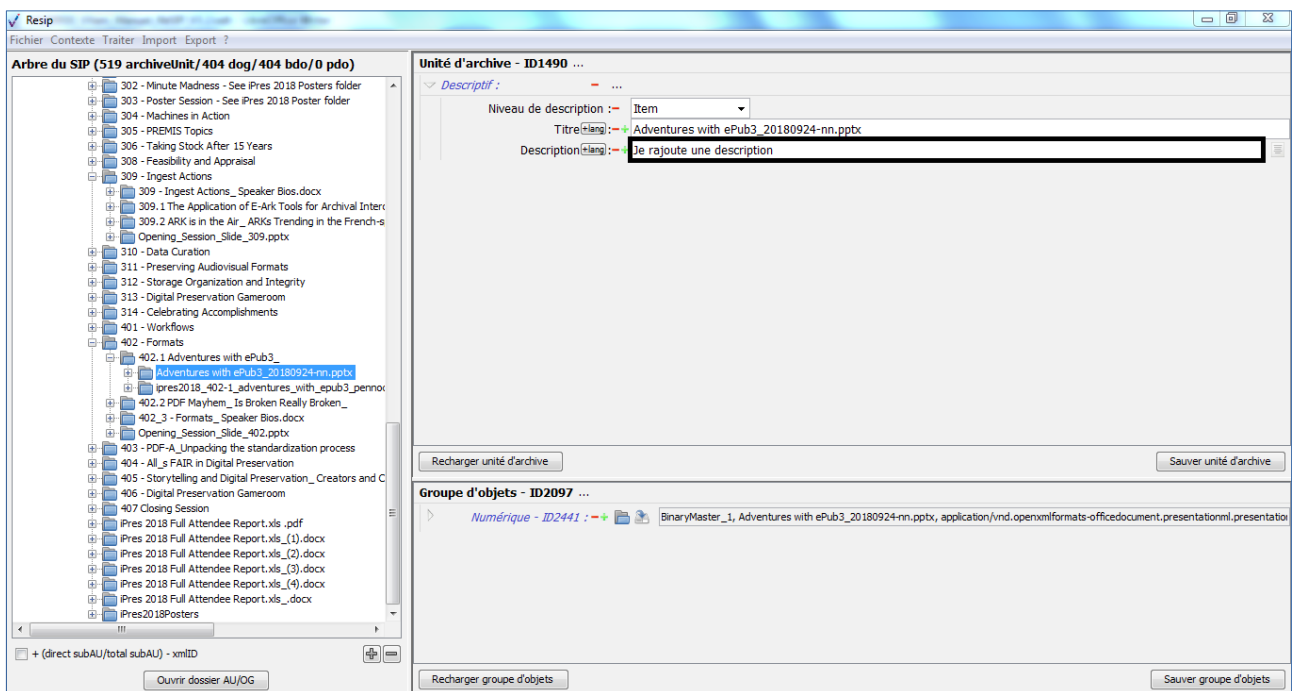 Resip
Fichier Contexte Traiter Import Export ?
Arbre du SIP (519 archiveUnit/404 dog/404 bdo/0 pdo)
302 - Minute Madness - See iPres 2018 Posters folder
303 - Poster Session - See iPres 2018 Poster folder
304 - Machines in Action
305 - PREMIS Topics
306 - Taking Stock After 15 Years
308 - Feasibility and Appraisal
309 - Ingest Actions
309 - Ingest Actions_ Speaker Bios.docx
309.1 The Application of E-Ark Tools for Archival Interc
309.2 ARK is in the Air_ ARKs Trending in the French-s
Opening_Session_Slide_309.pptx
310 - Data Curation
311 - Preserving Audiovisual Formats
312 - Storage Organization and Integrity
313 - Digital Preservation Gameroom
314 - Celebrating Accomplishments
401 - Workflows
402 - Formats
402.1 Adventures with ePub3_
Adventures with ePub3_20180924-nn.pptx
ipres2018_402-1_adventures_with_epub3_pennoc
402.2 PDF Mayhem_ Is Broken Really Broken_
402_3 - Formats_ Speaker Bios.docx
Opening_Session_Slide_402.pptx
403 - PDF-A_Unpacking the standardization process
404 - All_s FAIR in Digital Preservation
405 - Storytelling and Digital Preservation_ Creators and C
406 - Digital Preservation Gameroom
407 Closing Session
iPres 2018 Full Attendee Report.xls .pdf
iPres 2018 Full Attendee Report.xls_(1).docx
iPres 2018 Full Attendee Report.xls_(2).docx
iPres 2018 Full Attendee Report.xls_(3).docx
iPres 2018 Full Attendee Report.xls_(4).docx
iPres 2018 Full Attendee Report.xls_.docx
iPres2018Posters
+ (direct subAU/total subAU) - xmlID
Ouvrir dossier AU/OG
Unité d'archive - ID1490 ...
Descriptif : - ...
Niveau de description :- Item
Titre +lang :-+ Adventures with ePub3_20180924-nn.pptx
Description +lang :-+ Je rajoute une description
Recharger unité d'archive
Sauver unité d'archive
Groupe d'objets - ID2097 ...
Numérique - ID2441 : -+ BinaryMaster_1, Adventures with ePub3_20180924-nn.pptx, application/vnd.openxmlformats-officedocument.presentationml.presentation
Recharger groupe d'objets
Sauver groupe d'objets